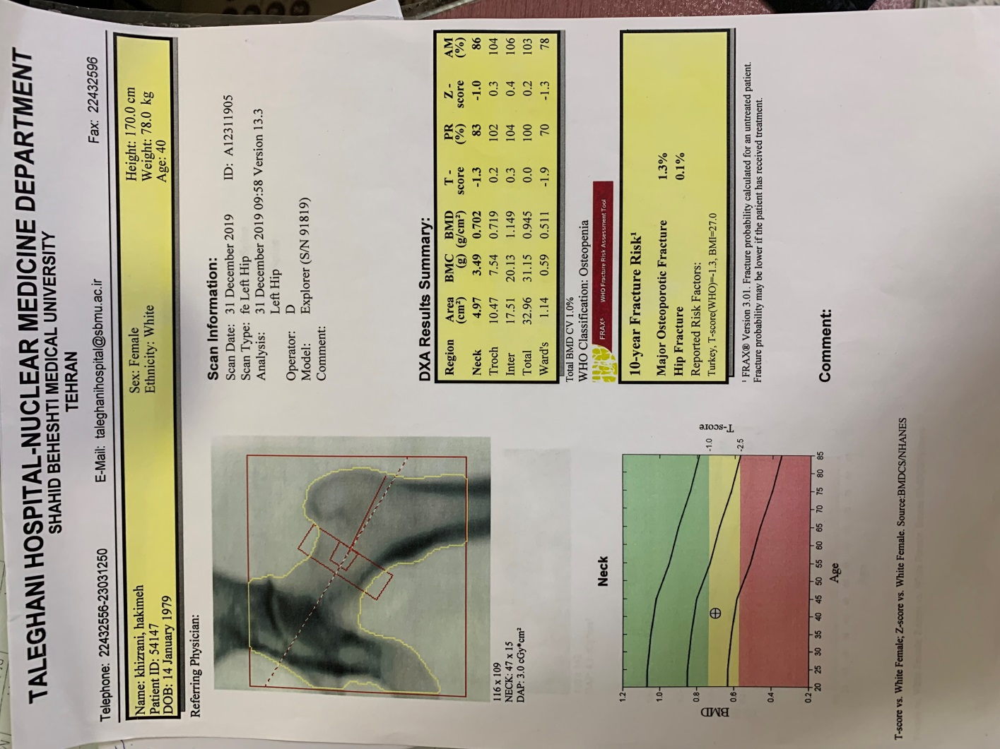 TALEGHANI HOSPITAL-NUCLEAR MEDICINE DEPARTMENT
SHAHID BEHESHTI MEDICAL UNIVERSITY
TEHRAN
Telephone: 22432556-23031250 E-Mail: taleghanihospital@sbmu.ac.ir Fax: 22432596
Name: khizrani, hakimeh Sex: Female Height: 170.0 cm
Patient ID: 54147 Ethnicity: White Weight: 78.0 kg
DOB: 14 January 1979 Age: 40
Referring Physician:
116 x 109
NECK: 47 x 15
DAP: 3.0 cGy*cm²
Neck
T-score
1.2
1.0
0.8
0.6
0.4
0.2
BMD
-1.0
-2.5
20 25 30 35 40 45 50 55 60 65 70 75 80 85
Age
Scan Information:
Scan Date: 31 December 2019 ID: A12311905
Scan Type: fe Left Hip
Analysis: 31 December 2019 09:58 Version 13.3
Left Hip
Operator: D
Model: Explorer (S/N 91819)
Comment:
DXA Results Summary:
Region Area (cm²) BMC (g) BMD (g/cm²) T - score PR (%) Z - score AM (%)
Neck 4.97 3.49 0.702 -1.3 83 -1.0 86
Troch 10.47 7.54 0.719 0.2 102 0.3 104
Inter 17.51 20.13 1.149 0.3 104 0.4 106
Total 32.96 31.15 0.945 0.0 100 0.2 103
Ward's 1.14 0.59 0.511 -1.9 70 -1.3 78
Total BMD CV 1.0%
WHO Classification: Osteopenia
FRAX® WHO Fracture Risk Assessment Tool
10-year Fracture Risk¹
Major Osteoporotic Fracture 1.3%
Hip Fracture 0.1%
Reported Risk Factors:
Turkey, T-score(WHO)=-1.3, BMI=27.0
¹ FRAX® Version 3.01. Fracture probability calculated for an untreated patient.
Fracture probability may be lower if the patient has received treatment.
Comment:
T-score vs. White Female; Z-score vs. White Female. Source:BMDCS/NHANES